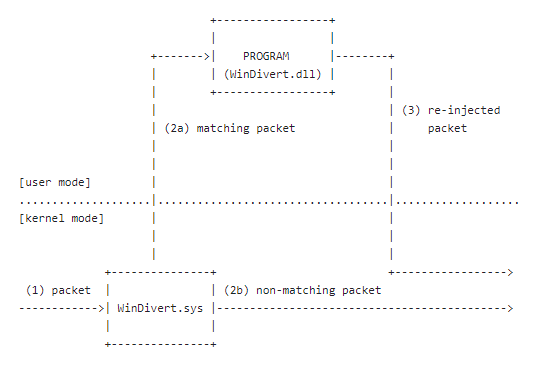 PROGRAM
(WinDivert.dll)
(3) re-injected
packet
(2a) matching packet
[user mode]
[kernel mode]
(1) packet
(2b) non-matching packet
WinDivert.sys